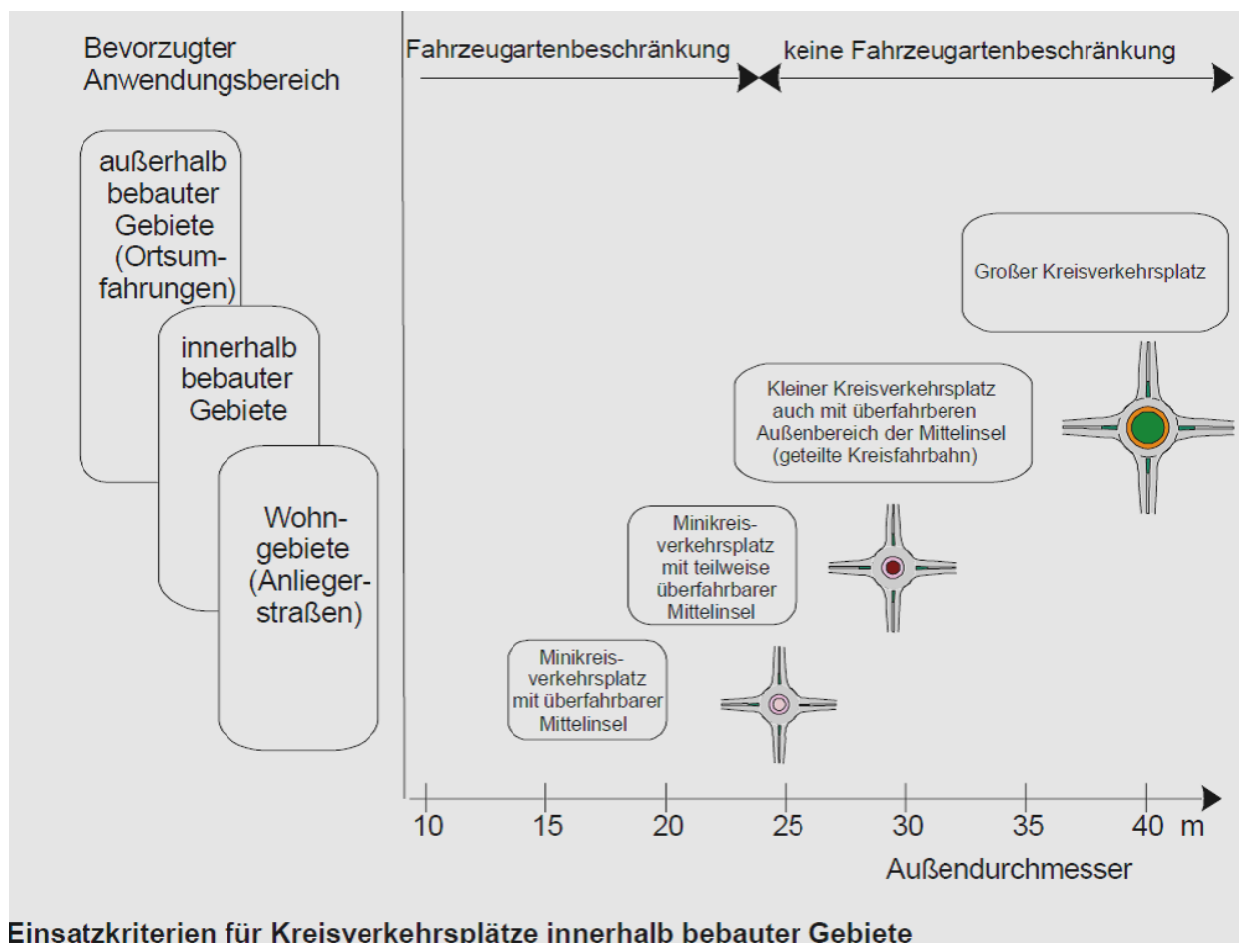 Bevorzugter
Anwendungsbereich
Fahrzeugartenbeschränkung
keine Fahrzeugartenbeschränkung
außerhalb
bebauter
Gebiete
(Ortsum-
fahrungen)
innerhalb
bebauter
Gebiete
Wohn-
gebiete
(Anlieger-
straßen)
Großer Kreisverkehrsplatz
Kleiner Kreisverkehrsplatz
auch mit überfahrberen
Außenbereich der Mittelinsel
(geteilte Kreisfahrbahn)
Minikreis-
verkehrsplatz
mit teilweise
überfahrbarer
Mittelinsel
Minikreis-
verkehrsplatz
mit überfahrbarer
Mittelinsel
10 15 20 25 30 35 40 m
Außendurchmesser
Einsatzkriterien für Kreisverkehrsplätze innerhalb bebauter Gebiete